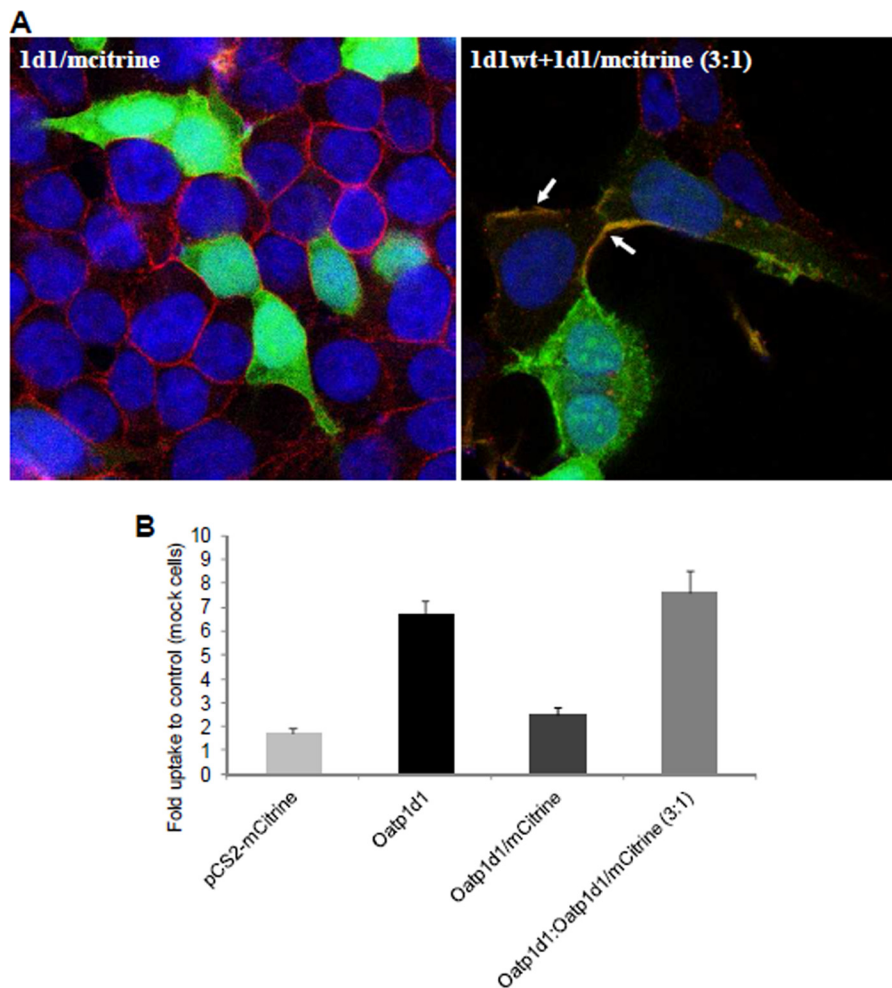 A
1d1/mcitrine
1d1wt+1d1/mcitrine (3:1)
B
Fold uptake to control (mock cells)
10
9
8
7
6
5
4
3
2
1
0
pCS2-mCitrine
Oatp1d1
Oatp1d1/mCitrine
Oatp1d1:Oatp1d1/mCitrine (3:1)